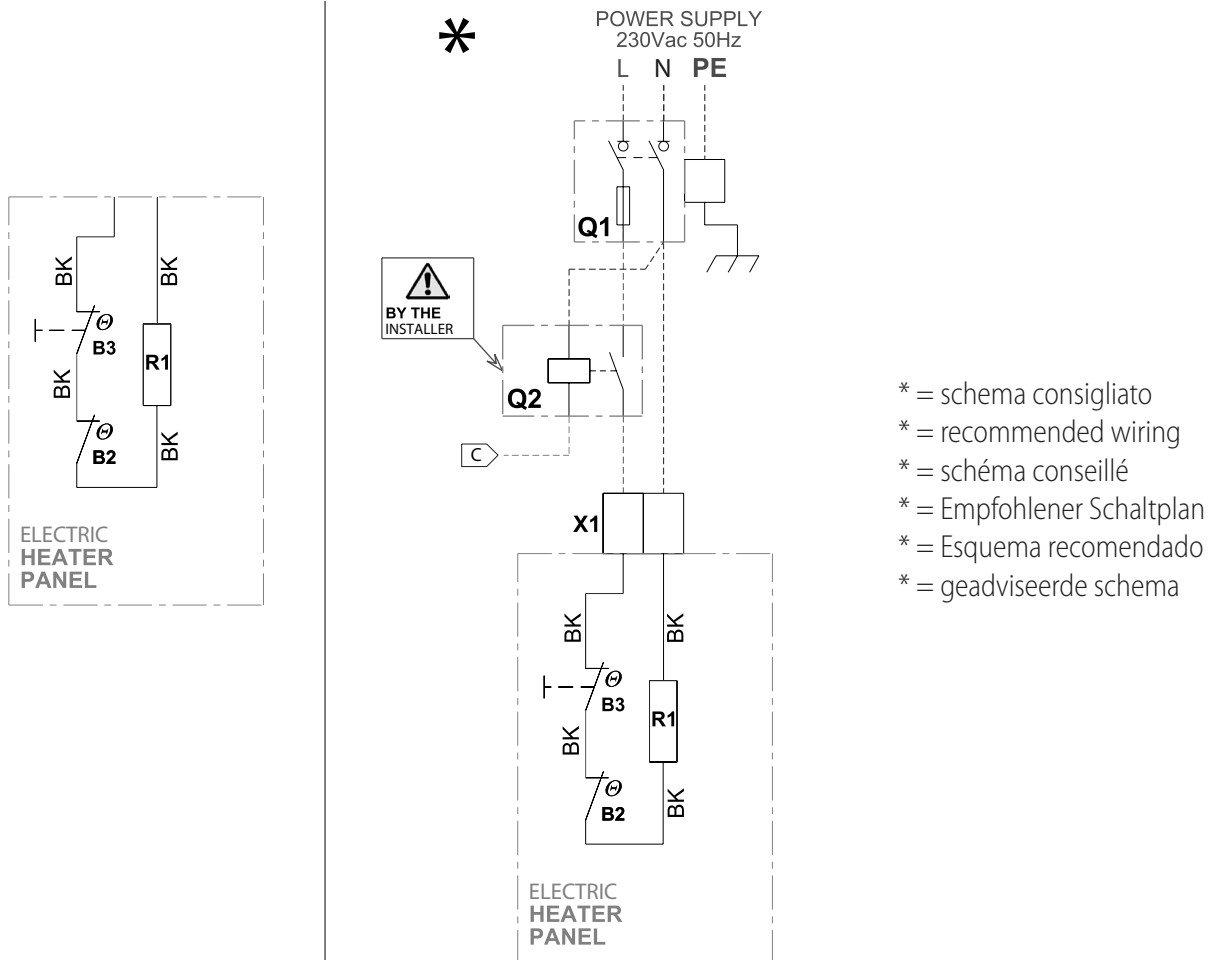 BK
BK
Θ
B3
R1
BK
Θ
B2
BK
ELECTRIC
HEATER
PANEL
*
POWER SUPPLY
230Vac 50Hz
L N PE
Q1
BY THE
INSTALLER
Q2
C
X1
BK
BK
Θ
B3
R1
BK
Θ
B2
BK
ELECTRIC
HEATER
PANEL
* = schema consigliato
* = recommended wiring
* = schéma conseillé
* = Empfohlener Schaltplan
* = Esquema recomendado
* = geadviseerde schema